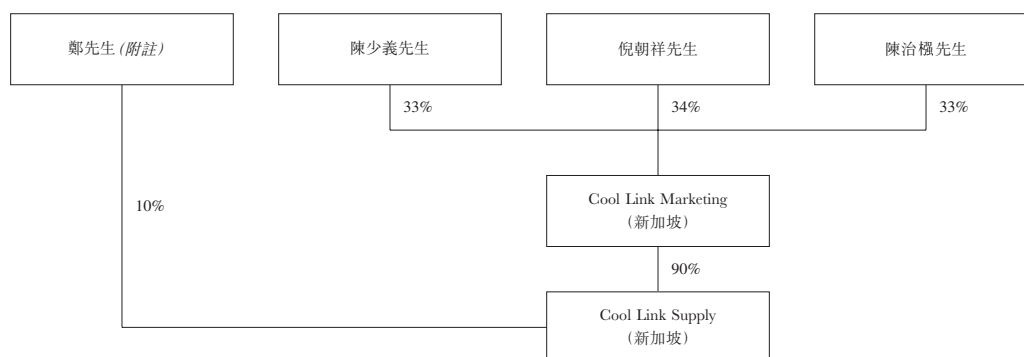 鄭先生(附註)
陳少義先生
倪朝祥先生
陳治樞先生
33%
34%
33%
Cool Link Marketing
(新加坡)
10%
90%
Cool Link Supply
(新加坡)